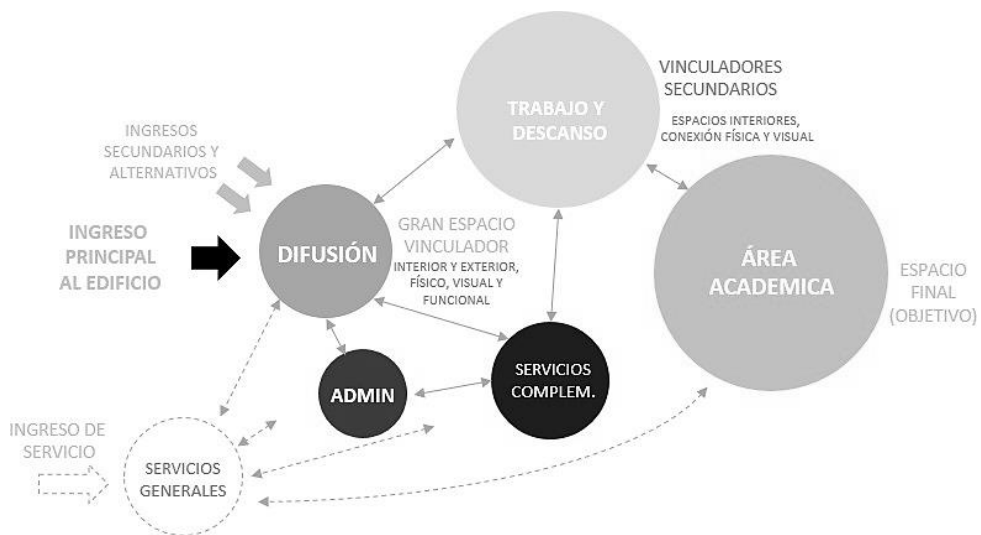 VINCULADORES
SECUNDARIOS
TRABAJO Y
DESCANSO
ESPACIOS INTERIORES,
CONEXIÓN FÍSICA Y VISUAL
INGRESOS
SECUNDARIOS Y
ALTERNATIVOS
INGRESO
PRINCIPAL
AL EDIFICIO
DIFUSIÓN
GRAN ESPACIO
VINCULADOR
INTERIOR Y EXTERIOR,
FÍSICO, VISUAL Y
FUNCIONAL
ÁREA
ACADEMICA
ESPACIO
FINAL
(OBJETIVO)
ADMIN
SERVICIOS
COMPLEM.
INGRESO DE
SERVICIO
SERVICIOS
GENERALES